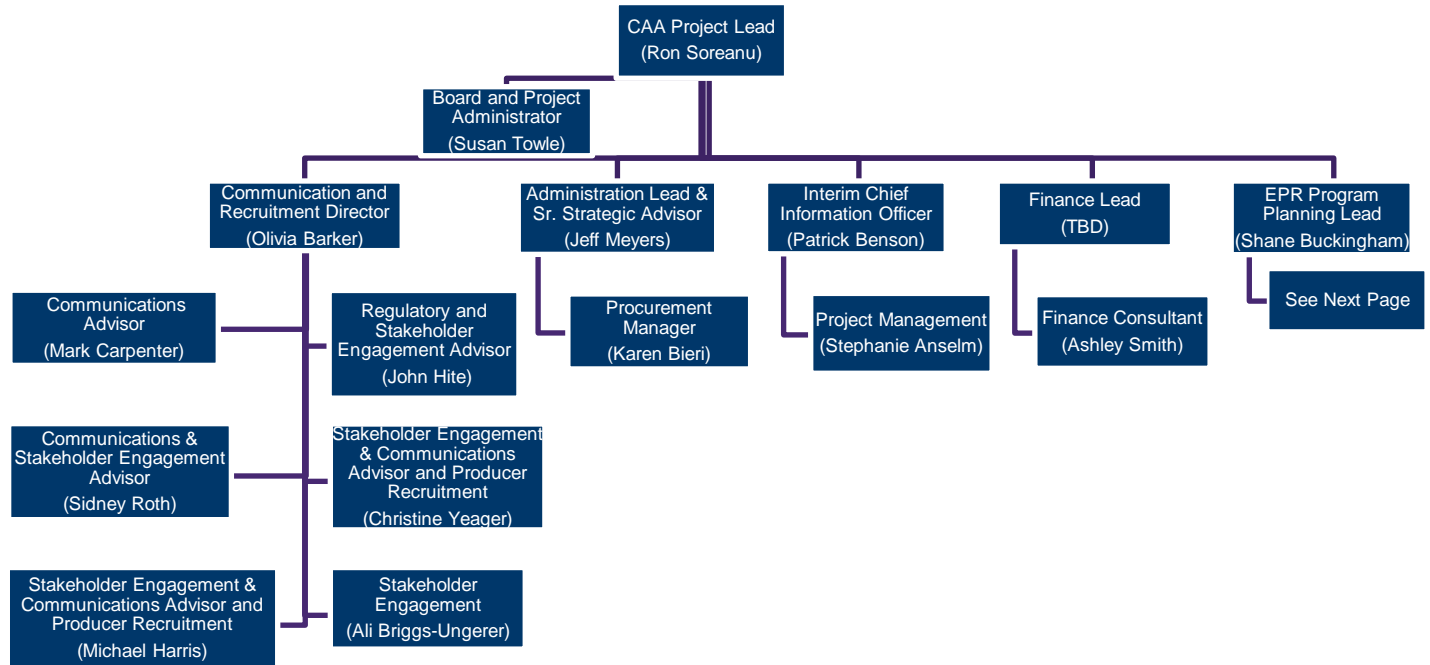 CAA Project Lead
(Ron Soreanu)
Board and Project
Administrator
(Susan Towle)
Communication and
Recruitment Director
(Olivia Barker)
Administration Lead &
Sr. Strategic Advisor
(Jeff Meyers)
Interim Chief
Information Officer
(Patrick Benson)
Finance Lead
(TBD)
EPR Program
Planning Lead
(Shane Buckingham)
Communications
Advisor
(Mark Carpenter)
Regulatory and
Stakeholder
Engagement Advisor
(John Hite)
Procurement
Manager
(Karen Bieri)
Project Management
(Stephanie Anselm)
Finance Consultant
(Ashley Smith)
See Next Page
Communications &
Stakeholder Engagement
Advisor
(Sidney Roth)
Stakeholder Engagement
& Communications
Advisor and Producer
Recruitment
(Christine Yeager)
Stakeholder Engagement &
Communications Advisor and
Producer Recruitment
(Michael Harris)
Stakeholder
Engagement
(Ali Briggs-Ungerer)